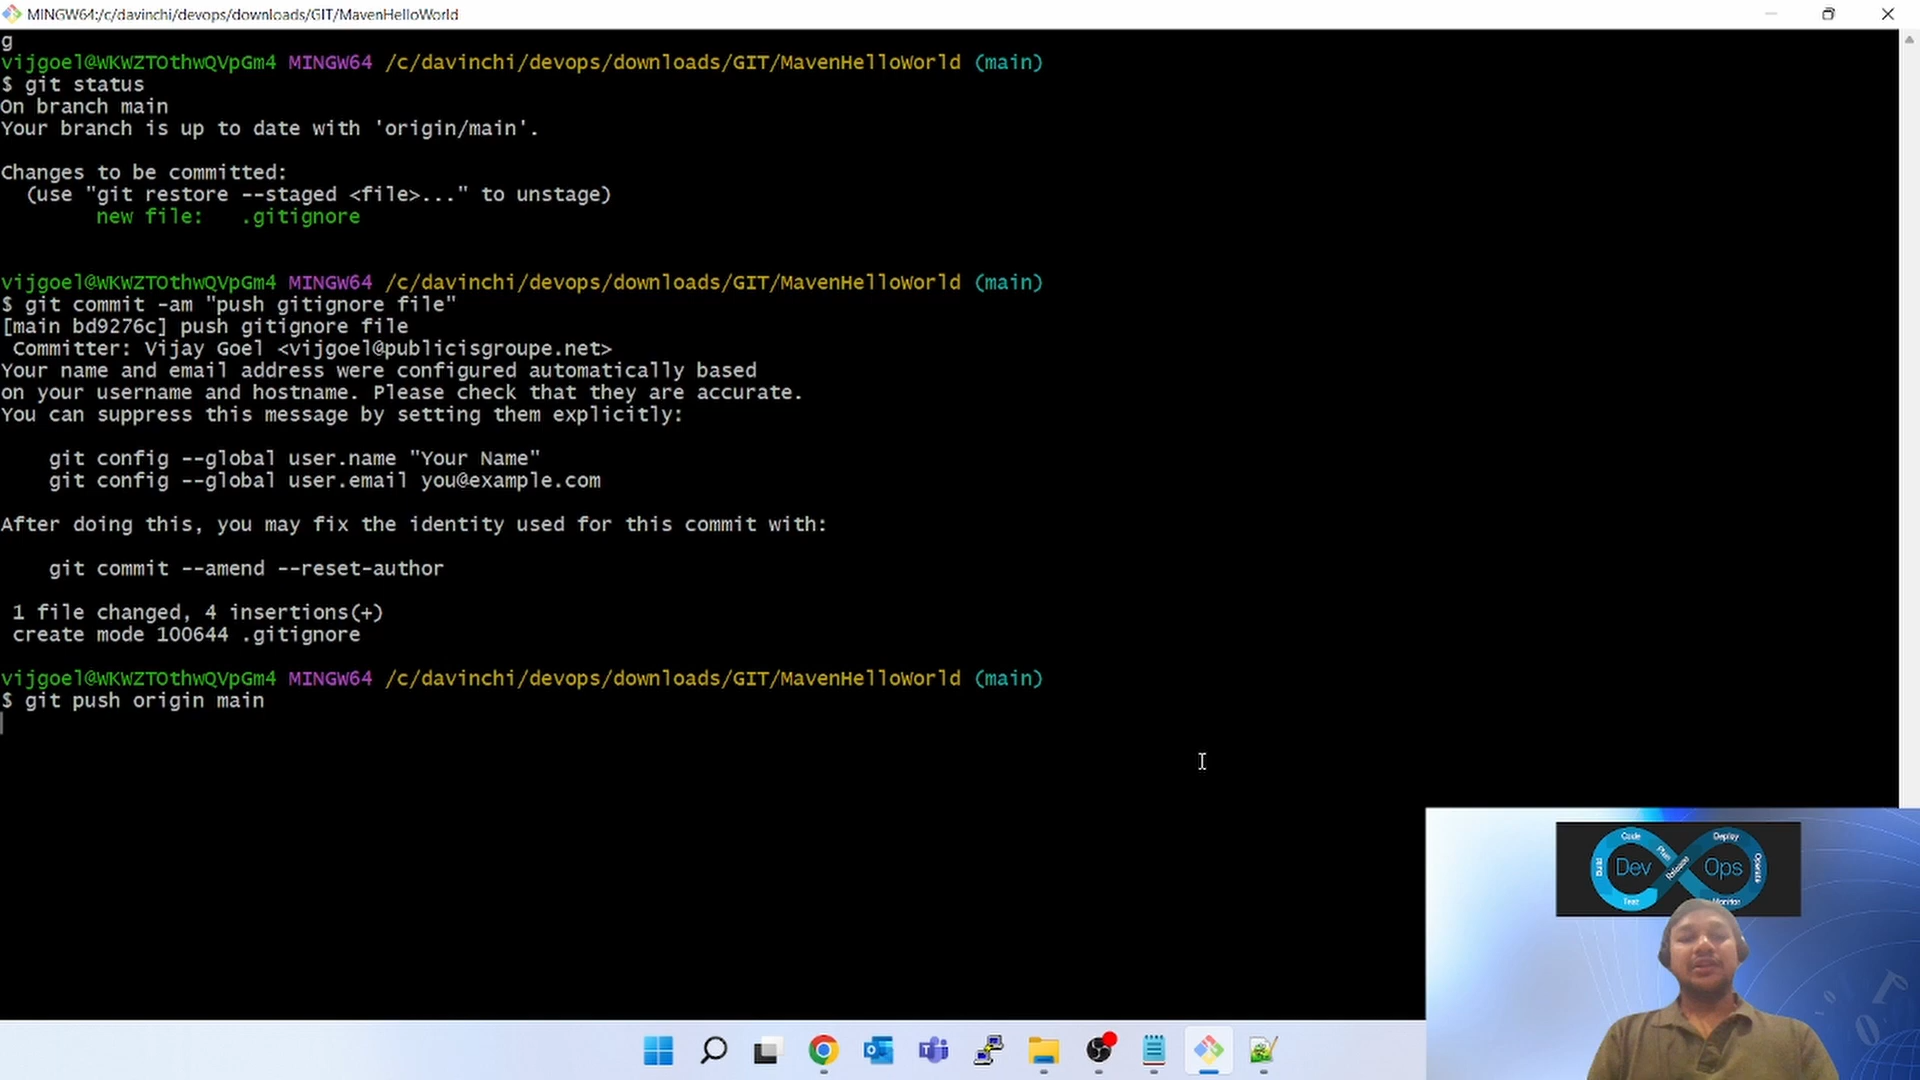 MINGW64:/c/davinchi/devops/downloads/GIT/MavenHelloWorld
g
vijgoel@WKWZTOthwQVpGm4 MINGW64 /c/davinchi/devops/downloads/GIT/MavenHelloWorld (main)
$ git status
On branch main
Your branch is up to date with 'origin/main'.
Changes to be committed:
(use "git restore --staged <file>..." to unstage)
new file: .gitignore
vijgoel@WKWZTOthwQVpGm4 MINGW64 /c/davinchi/devops/downloads/GIT/MavenHelloWorld (main)
$ git commit -am "push gitignore file"
[main bd9276c] push gitignore file
Committer: Vijay Goel <vijgoel@publicisgroupe.net>
Your name and email address were configured automatically based
on your username and hostname. Please check that they are accurate.
You can suppress this message by setting them explicitly:
git config --global user.name "Your Name"
git config --global user.email you@example.com
After doing this, you may fix the identity used for this commit with:
git commit --amend --reset-author
1 file changed, 4 insertions(+)
create mode 100644 .gitignore
vijgoel@WKWZTOthwQVpGm4 MINGW64 /c/davinchi/devops/downloads/GIT/MavenHelloWorld (main)
$ git push origin main
Code
Deploy
Plan
Release
Dev
Ops
Operate
Monitor